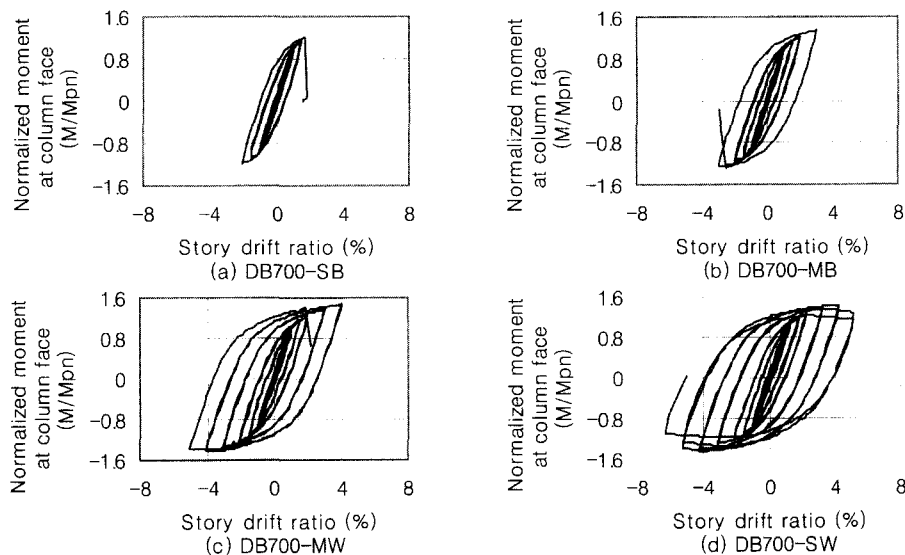 Normalized moment
at column face
(M/Mpn)
1.6
0.8
0
-0.8
-1.6
-8 -4 0 4 8
Story drift ratio (%)
(a) DB700-SB
Normalized moment
at column face
(M/Mpn)
1.6
0.8
0
-0.8
-1.6
-8 -4 0 4 8
Story drift ratio (%)
(b) DB700-MB
Normalized moment
at column face
(M/Mpn)
1.6
0.8
0
-0.8
-1.6
-8 -4 0 4 8
Story drift ratio (%)
(c) DB700-MW
Normalized moment
at column face
(M/Mpn)
1.6
0.8
0
-0.8
-1.6
-8 -4 0 4 8
Story drift ratio (%)
(d) DB700-SW